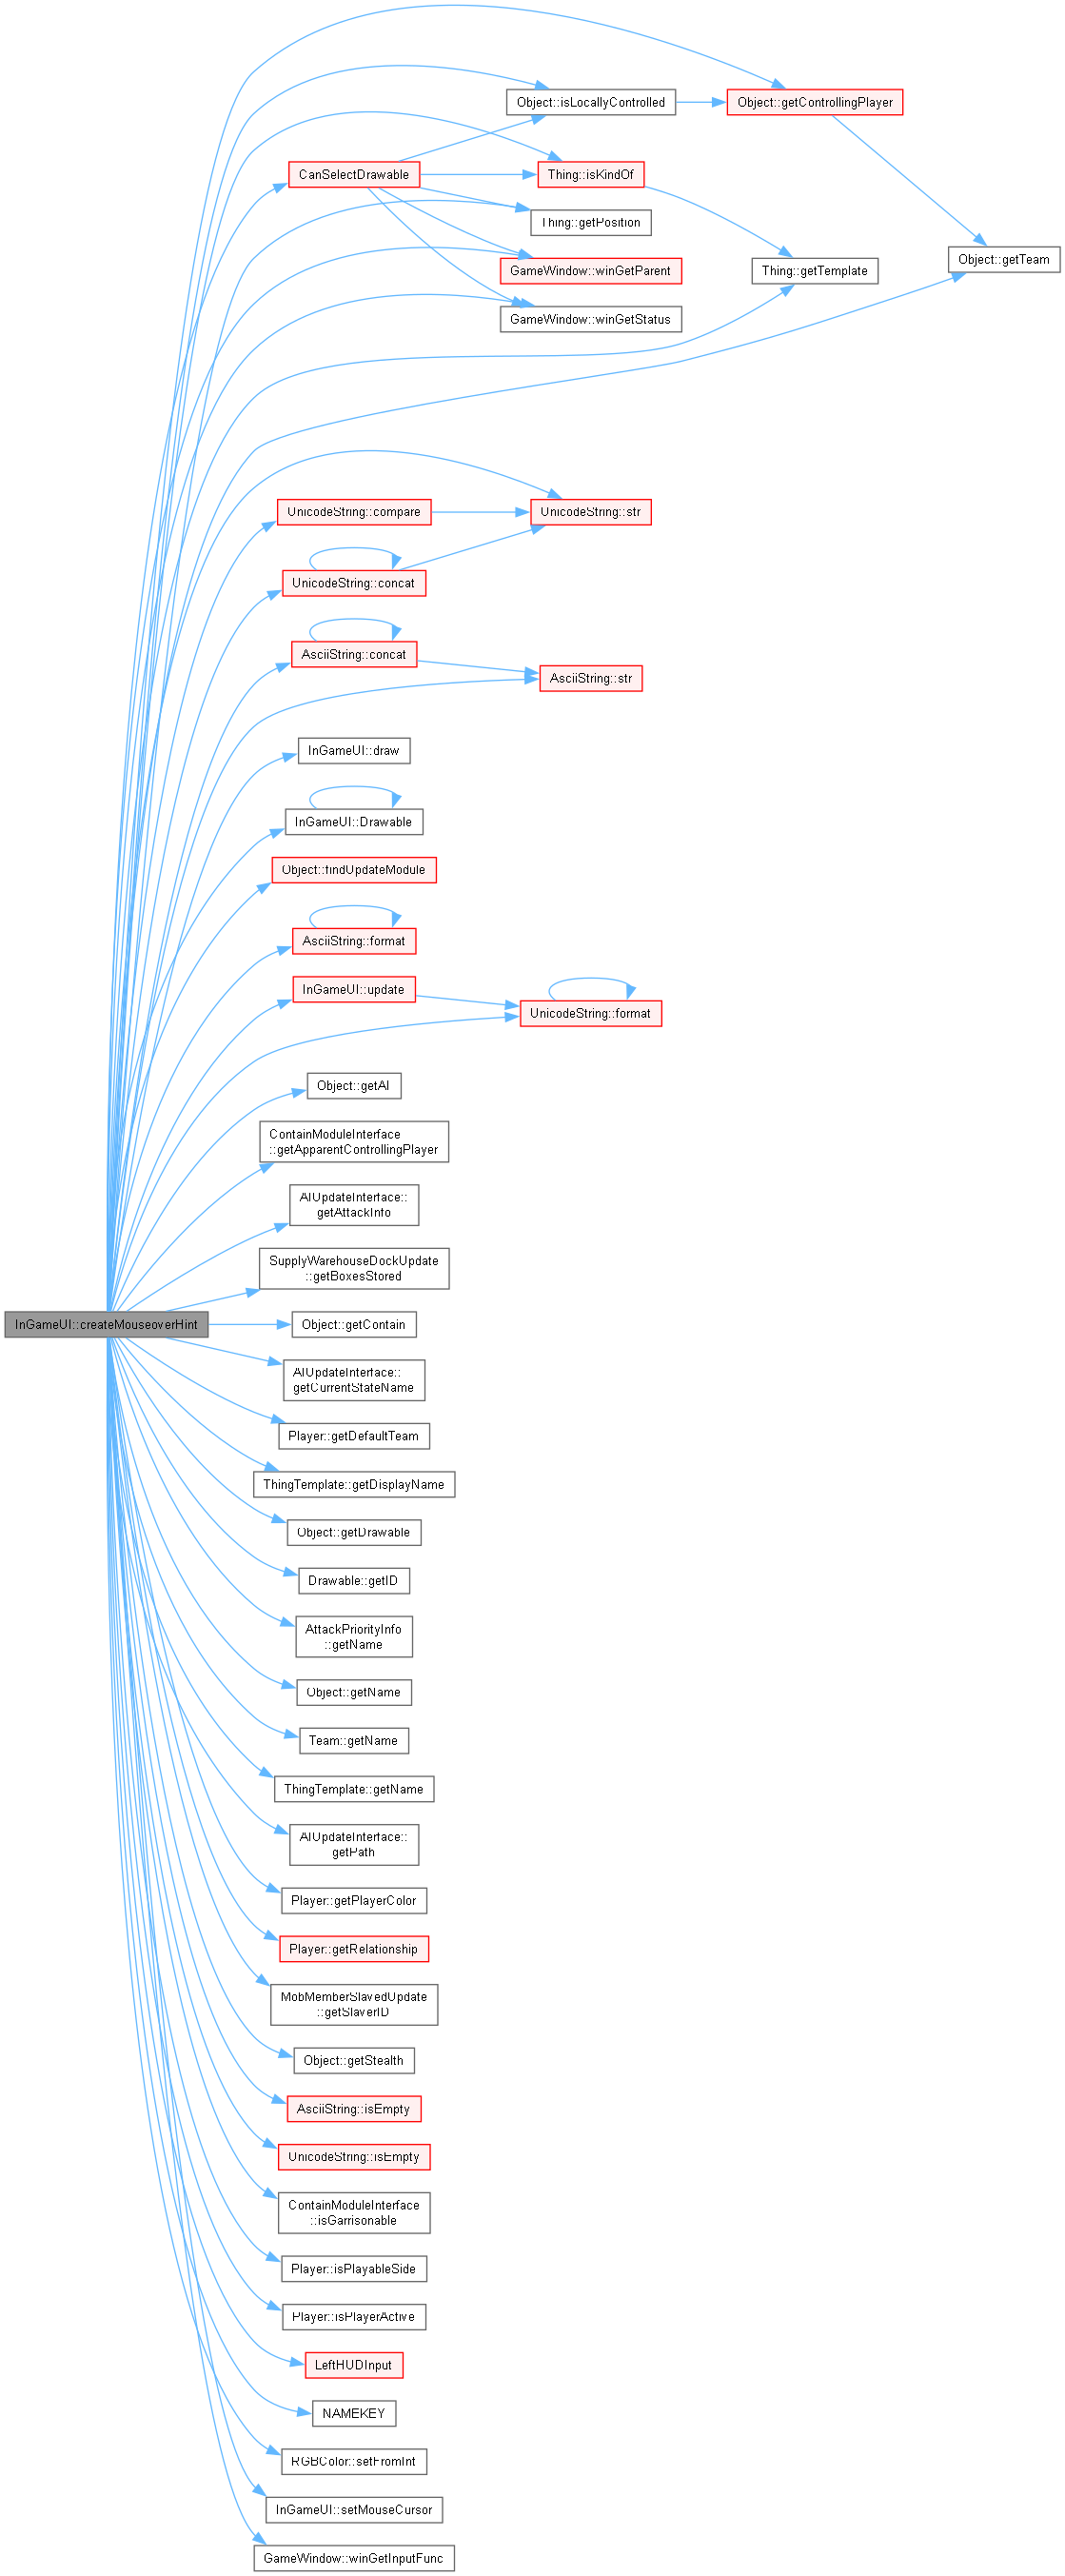 Object::isLocallyControlled
Object::getControllingPlayer
CanSelectDrawable
Thing::isKindOf
Thing::getPosition
Object::getTeam
GameWindow::winGetParent
Thing::getTemplate
GameWindow::winGetStatus
UnicodeString::compare
UnicodeString::str
UnicodeString::concat
AsciiString::concat
AsciiString::str
InGameUI::draw
InGameUI::Drawable
Object::findUpdateModule
AsciiString::format
InGameUI::update
UnicodeString::format
Object::getAI
ContainModuleInterface
::getApparentControllingPlayer
AIUpdateInterface::
getAttackInfo
SupplyWarehouseDockUpdate
::getBoxesStored
InGameUI::createMouseoverHint
Object::getContain
AIUpdateInterface::
getCurrentStateName
Player::getDefaultTeam
ThingTemplate::getDisplayName
Object::getDrawable
Drawable::getID
AttackPriorityInfo
::getName
Object::getName
Team::getName
ThingTemplate::getName
AIUpdateInterface::
getPath
Player::getPlayerColor
Player::getRelationship
MobMemberSlavedUpdate
::getSlaverID
Object::getStealth
AsciiString::isEmpty
UnicodeString::isEmpty
ContainModuleInterface
::isGarrisonable
Player::isPlayableSide
Player::isPlayerActive
LeftHUDInput
NAMEKEY
RGBColor::setFromInt
InGameUI::setMouseCursor
GameWindow::winGetInputFunc